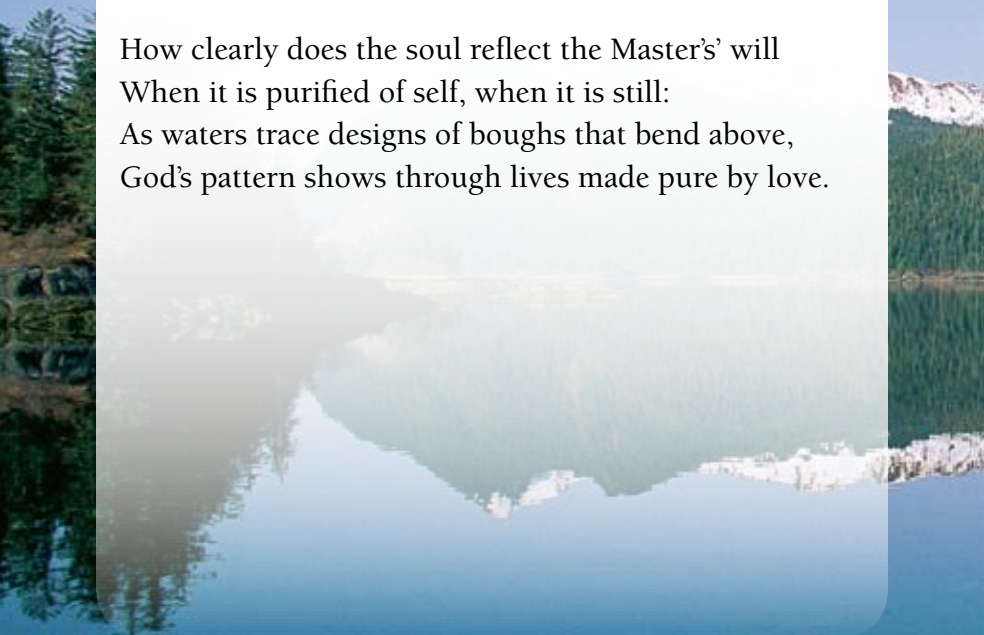 How clearly does the soul reflect the Master’s’ will
When it is purified of self, when it is still:
As waters trace designs of boughs that bend above,
God’s pattern shows through lives made pure by love.